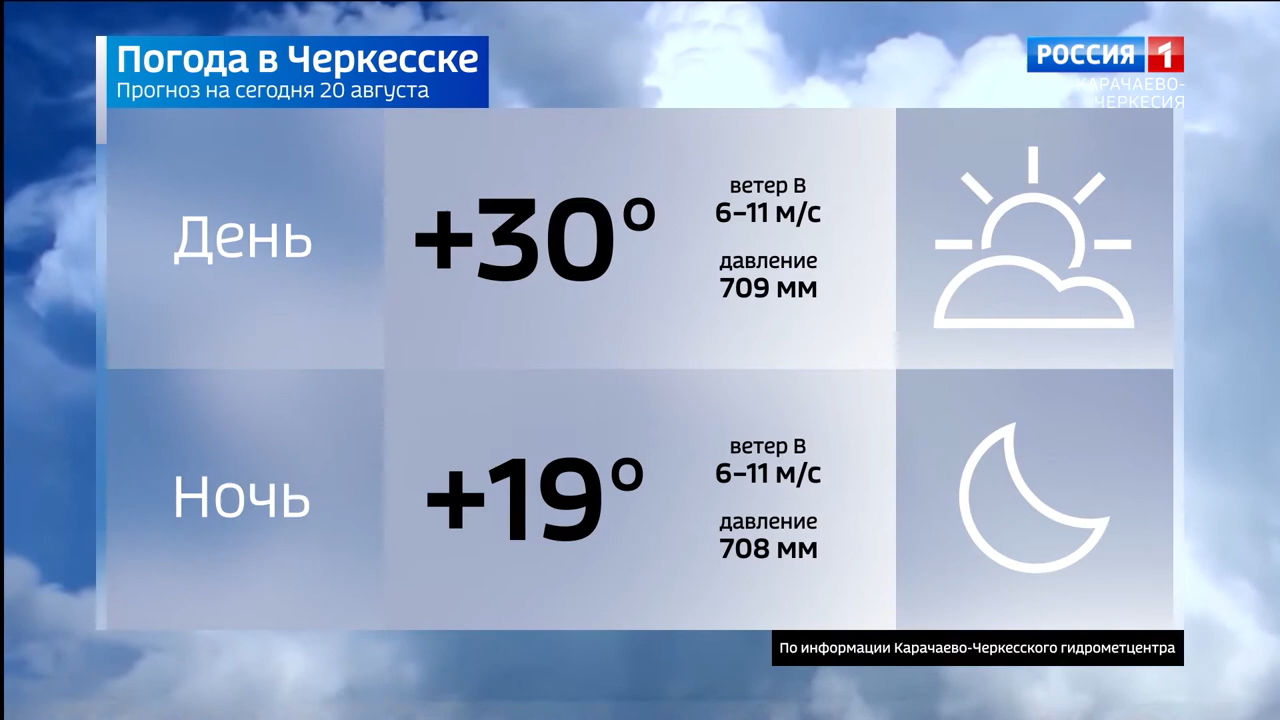 Погода в Черкесске
Прогноз на сегодня 20 августа
РОССИЯ 1
КАРАЧАЕВО-
ЧЕРКЕСИЯ
День
+30°
ветер В
6–11 м/с
давление
709 мм
Ночь
+19°
ветер В
6–11 м/с
давление
708 мм
По информации Карачаево-Черкесского гидрометцентра